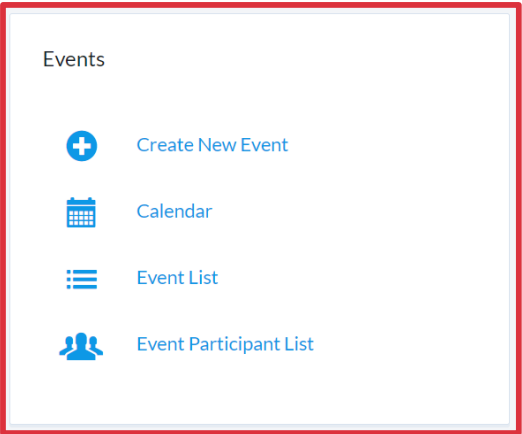 Events
Create New Event
Calendar
Event List
Event Participant List